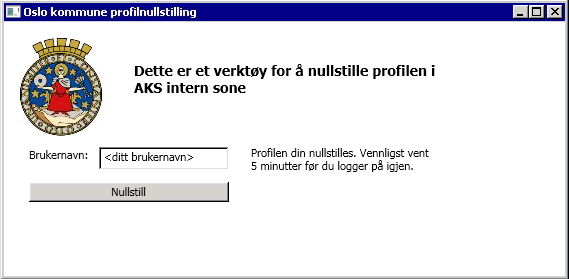 Oslo kommune profilnullstilling
Dette er et verktøy for å nullstille profilen i
AKS intern sone
Brukernavn: <ditt brukernavn>
Profilen din nullstilles. Vennligst vent
5 minutter før du logger på igjen.
Nullstill